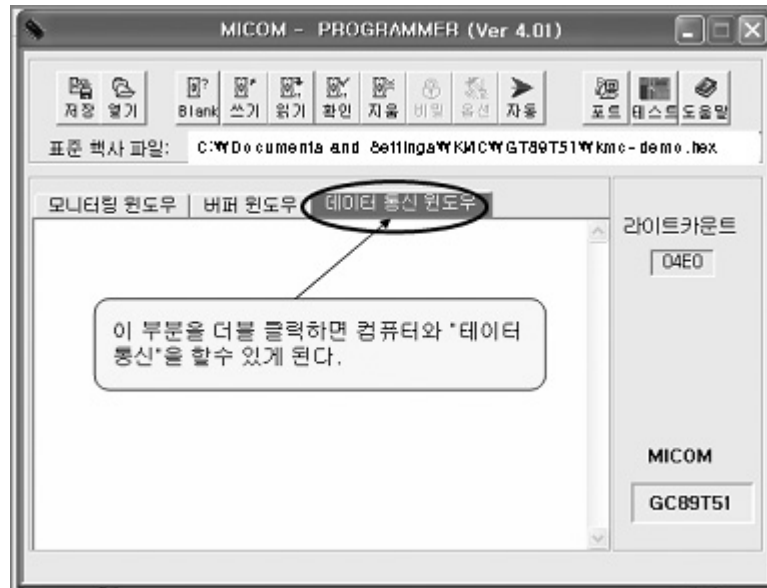 MICOM - PROGRAMMER (Ver 4.01)
저장 열기 Blank 쓰기 읽기 확인 지움 비밀 옵션 자동 포트 테스트 도움말
표준 헥사 파일: C:₩Documenta and Settinga₩KMC₩GT89T51₩kmc-demo.hex
모니터링 윈도우 버퍼 윈도우 데이터 통신 윈도우
라이트카운트
04E0
이 부분을 더블 클릭하면 컴퓨터와 "테이터
통신"을 할수 있게 된다.
MICOM
GC89T51